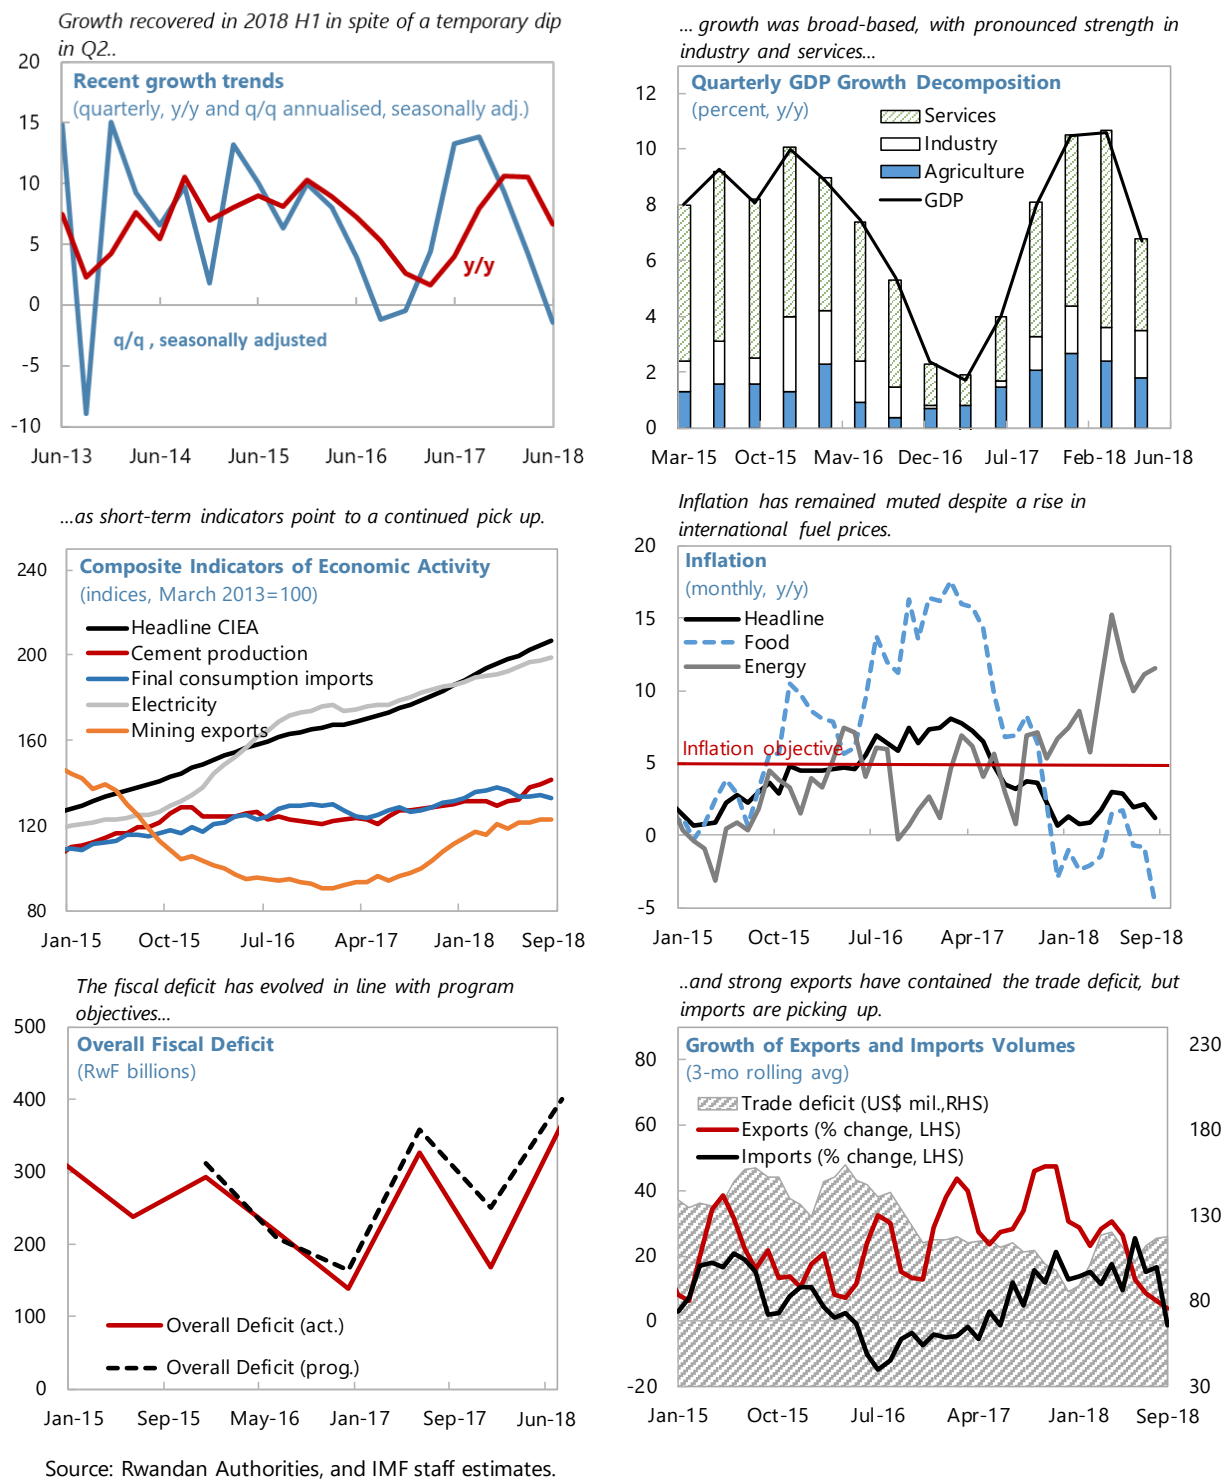 Growth recovered in 2018 H1 in spite of a temporary dip
in Q2..
Recent growth trends
(quarterly, y/y and q/q annualised, seasonally adj.)
20
15
10
5
0
-5
-10
y/y
q/q , seasonally adjusted
Jun-13 Jun-14 Jun-15 Jun-16 Jun-17 Jun-18
... growth was broad-based, with pronounced strength in
industry and services...
Quarterly GDP Growth Decomposition
(percent, y/y)
Services
Industry
Agriculture
GDP
12
10
8
6
4
2
0
Mar-15 Oct-15 May-16 Dec-16 Jul-17 Feb-18 Jun-18
...as short-term indicators point to a continued pick up.
Composite Indicators of Economic Activity
(indices, March 2013=100)
Headline CIEA
Cement production
Final consumption imports
Electricity
Mining exports
240
200
160
120
80
Jan-15 Oct-15 Jul-16 Apr-17 Jan-18 Sep-18
Inflation has remained muted despite a rise in
international fuel prices.
Inflation
(monthly, y/y)
Headline
Food
Energy
Inflation objective
20
15
10
5
0
-5
Jan-15 Oct-15 Jul-16 Apr-17 Jan-18 Sep-18
The fiscal deficit has evolved in line with program
objectives...
Overall Fiscal Deficit
(RwF billions)
500
400
300
200
100
0
Overall Deficit (act.)
Overall Deficit (prog.)
Jan-15 Sep-15 May-16 Jan-17 Sep-17 Jun-18
..and strong exports have contained the trade deficit, but
imports are picking up.
Growth of Exports and Imports Volumes
(3-mo rolling avg)
Trade deficit (US$ mil.,RHS)
Exports (% change, LHS)
Imports (% change, LHS)
80
60
40
20
0
-20
230
180
130
80
30
Jan-15 Oct-15 Jul-16 Apr-17 Jan-18 Sep-18
Source: Rwandan Authorities, and IMF staff estimates.